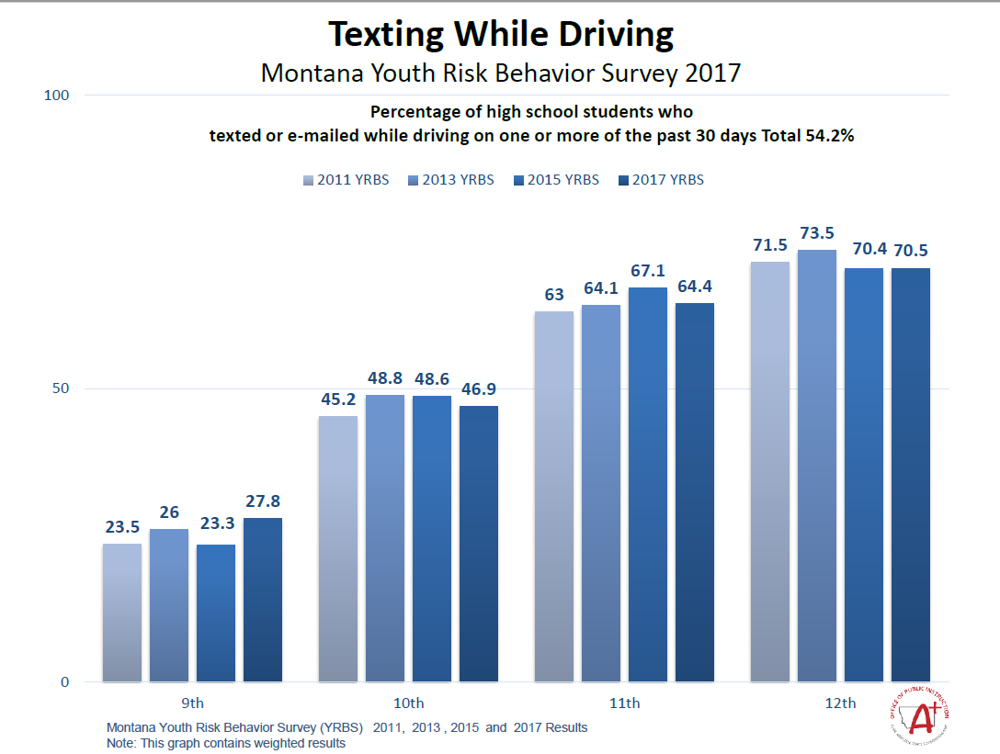 Texting While Driving
Montana Youth Risk Behavior Survey 2017
100
Percentage of high school students who
texted or e-mailed while driving on one or more of the past 30 days Total 54.2%
2011 YRBS 2013 YRBS 2015 YRBS 2017 YRBS
71.5 73.5 70.4 70.5
63 64.1 67.1 64.4
50
45.2 48.8 48.6 46.9
23.5 26 23.3 27.8
0
9th 10th 11th 12th
OFFICE OF PUBLIC INSTRUCTION
A+
Montana Youth Risk Behavior Survey (YRBS) 2011, 2013 , 2015 and 2017 Results
Note: This graph contains weighted results